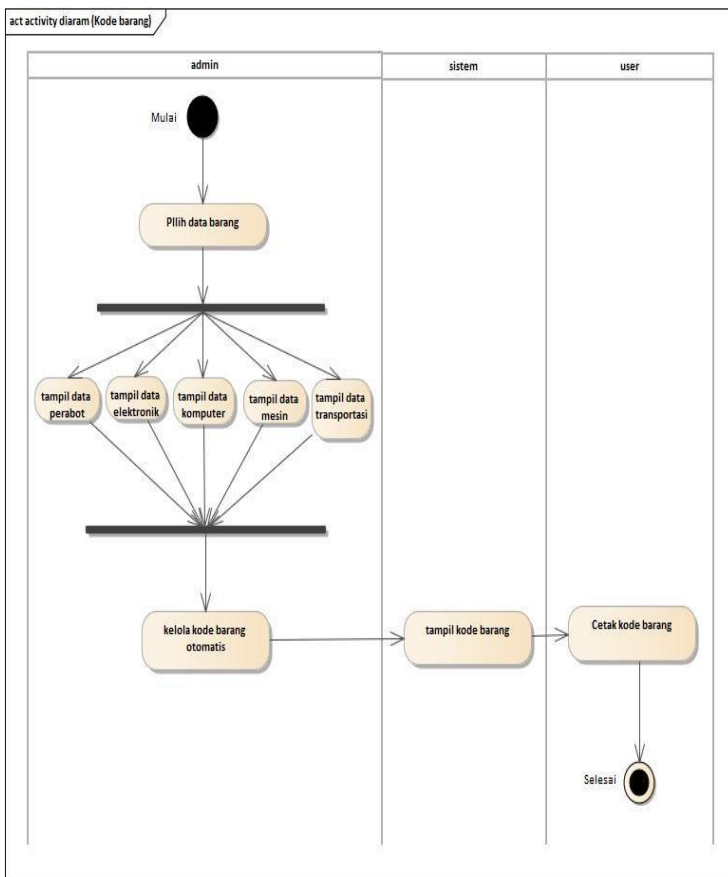 act activity diaram (Kode barang)
admin
sistem
user
Mulai
PIlih data barang
tampil data
perabot
tampil data
elektronik
tampil data
komputer
tampil data
mesin
tampil data
transportasi
kelola kode barang
otomatis
tampil kode barang
Cetak kode barang
Selesai